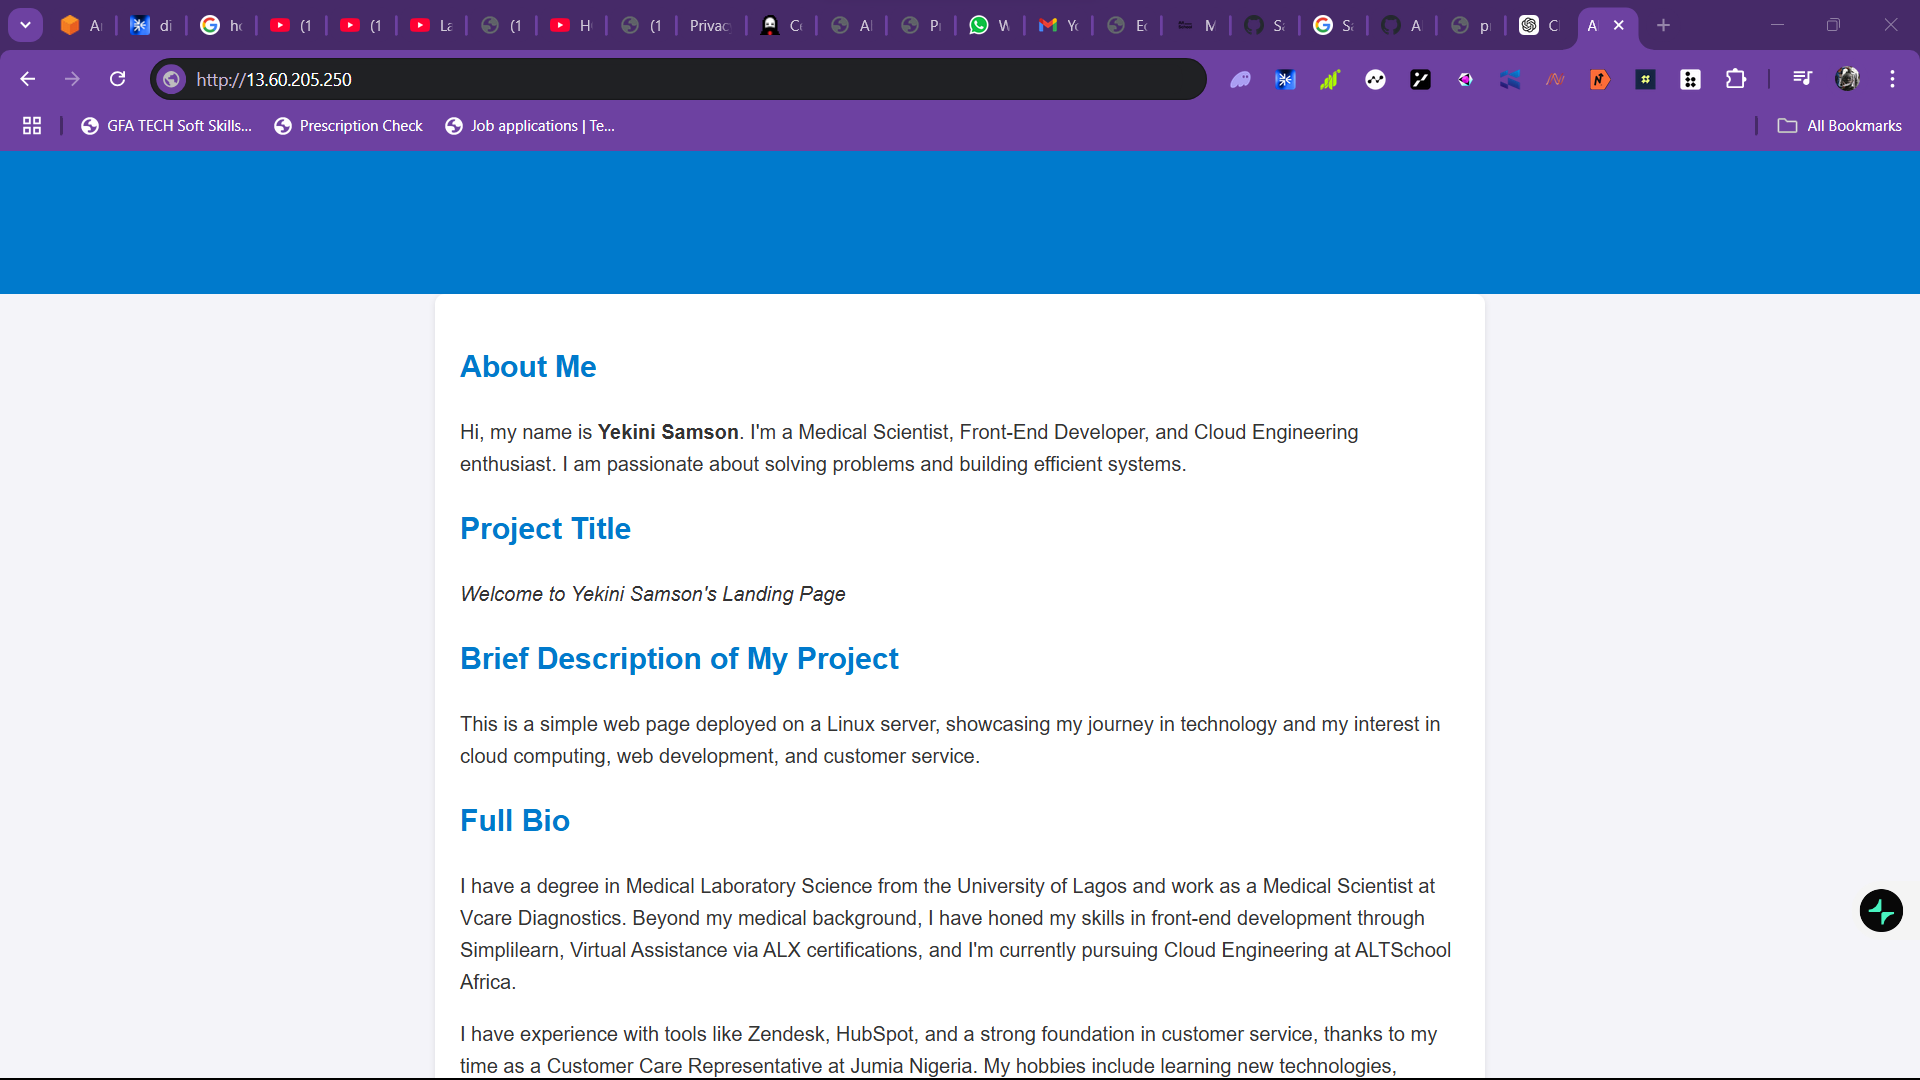 A
di
(1
(1
La
(1
H
(1
Privac
W
(1
http://13.60.205.250
GFA TECH Soft Skills...
Prescription Check
Job applications | Te...
All Bookmarks
About Me
Hi, my name is Yekini Samson. I'm a Medical Scientist, Front-End Developer, and Cloud Engineering
enthusiast. I am passionate about solving problems and building efficient systems.
Project Title
Welcome to Yekini Samson's Landing Page
Brief Description of My Project
This is a simple web page deployed on a Linux server, showcasing my journey in technology and my interest in
cloud computing, web development, and customer service.
Full Bio
I have a degree in Medical Laboratory Science from the University of Lagos and work as a Medical Scientist at
Vcare Diagnostics. Beyond my medical background, I have honed my skills in front-end development through
Simplilearn, Virtual Assistance via ALX certifications, and I'm currently pursuing Cloud Engineering at ALTSchool
Africa.
I have experience with tools like Zendesk, HubSpot, and a strong foundation in customer service, thanks to my
time as a Customer Care Representative at Jumia Nigeria. My hobbies include learning new technologies,